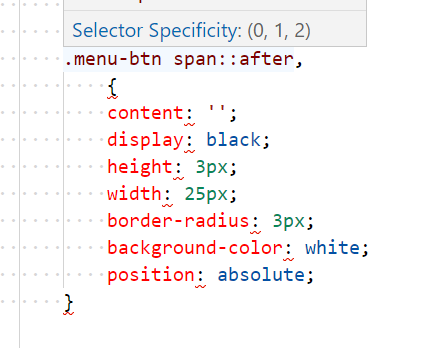 Selector Specificity: (0, 1, 2)
.menu-btn span::after,
{
content: '';
display: black;
height: 3px;
width: 25px;
border-radius: 3px;
background-color: white;
position: absolute;
}